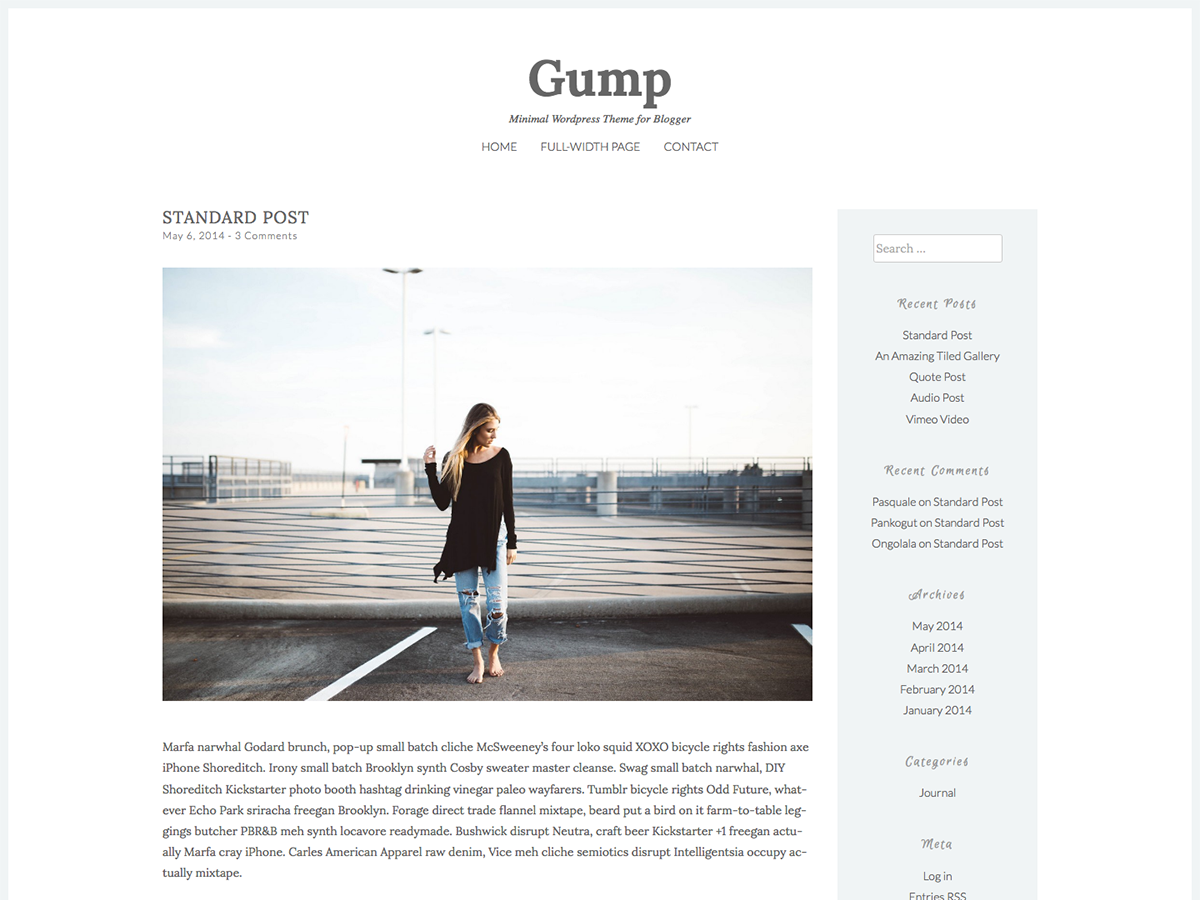 Gump
Minimal Wordpress Theme for Blogger
HOME FULL-WIDTH PAGE CONTACT
STANDARD POST
May 6, 2014 - 3 Comments
Marfa narwhal Godard brunch, pop-up small batch cliche McSweeney's four loko squid XOXO bicycle rights fashion axe
iPhone Shoreditch. Irony small batch Brooklyn synth Cosby sweater master cleanse. Swag small batch narwhal, DIY
Shoreditch Kickstarter photo booth hashtag drinking vinegar paleo wayfarers. Tumblr bicycle rights Odd Future, what-
ever Echo Park sriracha freegan Brooklyn. Forage direct trade flannel mixtape, beard put a bird on it farm-to-table leg-
gings butcher PBR&B meh synth locavore readymade. Bushwick disrupt Neutra, craft beer Kickstarter +1 freegan actu-
ally Marfa cray iPhone. Carles American Apparel raw denim, Vice meh cliche semiotics disrupt Intelligentsia occupy ac-
tually mixtape.
Search ...
Recent Posts
Standard Post
An Amazing Tiled Gallery
Quote Post
Audio Post
Vimeo Video
Recent Comments
Pasquale on Standard Post
Pankogut on Standard Post
Ongolala on Standard Post
Archives
May 2014
April 2014
March 2014
February 2014
January 2014
Categories
Journal
Meta
Log in
Entries RSS